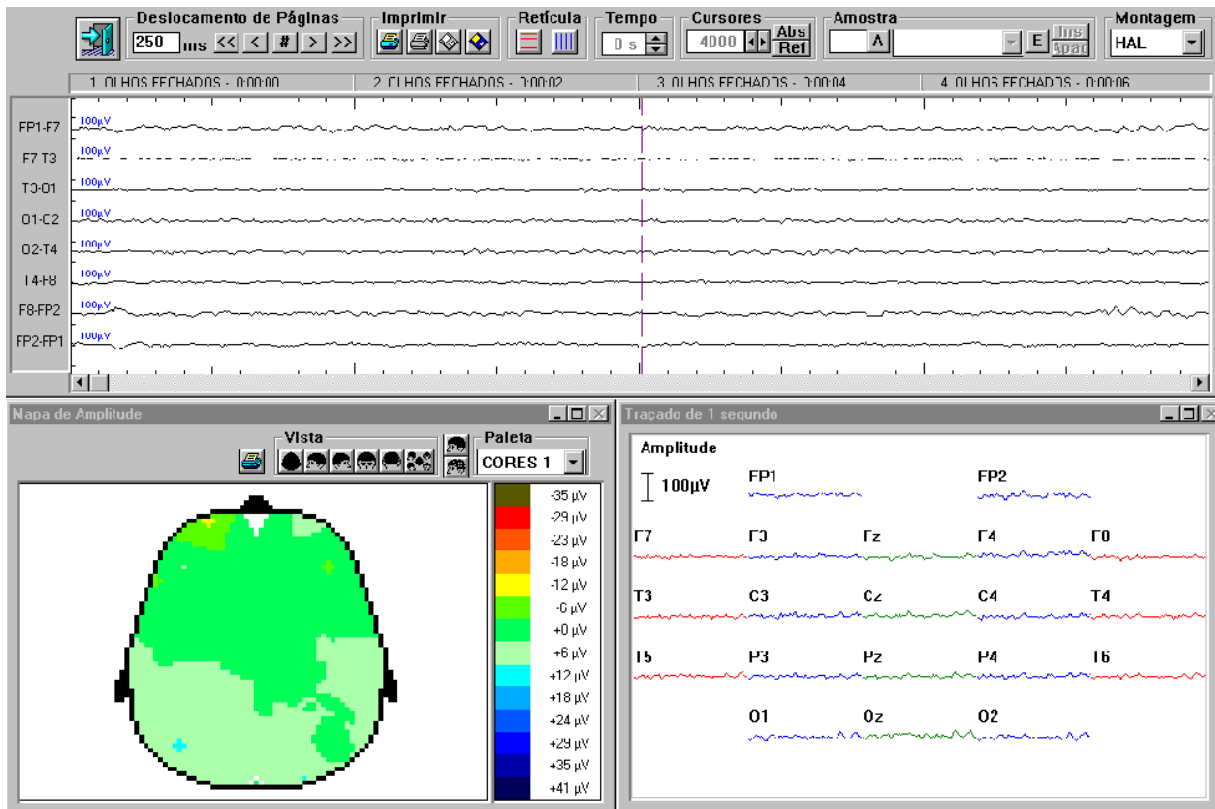 Deslocamento de Páginas Imprimir Retícula Tempo Cursores Amostra Montagem
250 ms << < # > >> 0 s 4000 Abs Ref A E Ins Apag HAL
1. OLHOS FECHADOS - 0:00:00 2. OLHOS FECHADOS - 0:00:02 3. OLHOS FECHADOS - 0:00:04 4. OLHOS FECHADOS - 0:00:06
FP1-F7 100µV
F7 T3 100µV
T3-O1 100µV
O1-C2 100µV
O2-T4 100µV
T4-F8 100µV
F8-FP2 100µV
FP2-FP1 100µV
Mapa de Amplitude
Vista Paleta
CORES 1
-35 µV
-29 µV
-23 µV
-18 µV
-12 µV
-6 µV
+0 µV
+6 µV
+12 µV
+18 µV
+24 µV
+29 µV
+35 µV
+41 µV
Traçado de 1 segundo
Amplitude
100µV FP1 FP2
F7 F3 Fz F4 F8
T3 C3 Cz C4 T4
T5 P3 Pz P4 T6
O1 Oz O2